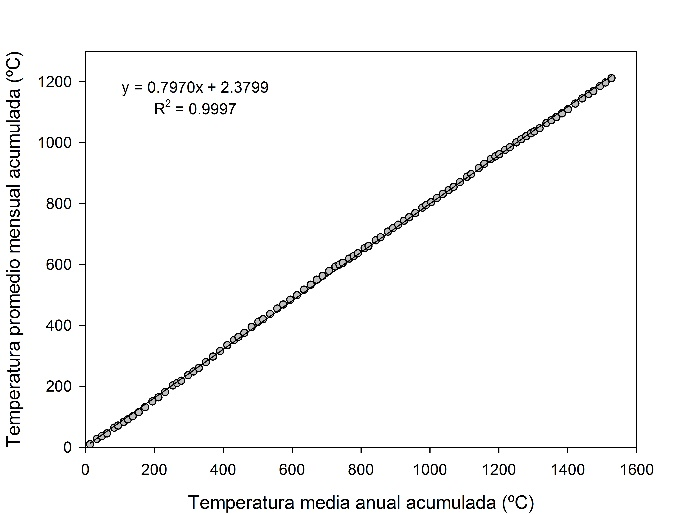 y = 0.7970x + 2.3799
R² = 0.9997
Temperatura promedio mensual acumulada (ºC)
1200
1000
800
600
400
200
0
0 200 400 600 800 1000 1200 1400 1600
Temperatura media anual acumulada (ºC)